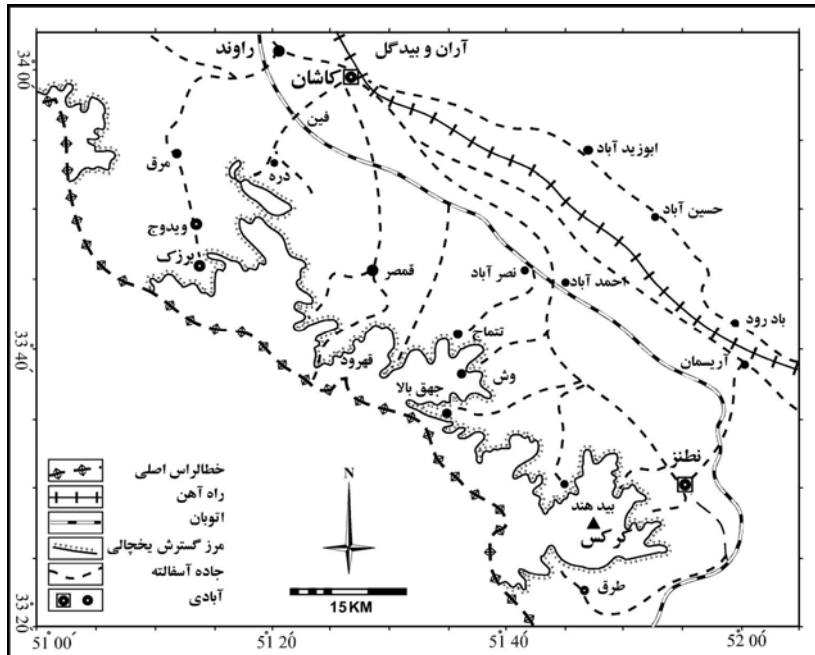 آران و بیدگل
راوند
کاشان
فین
ابوزید آباد
مرق
دره
حسین آباد
ویدوج
برزک
قمصر
نصر آباد
احمد آباد
باد رود
تتماج
قهرود
وش
آریسمان
جهق بالا
نطنز
بید هند
کرکس
طرق
خطالراس اصلی
راه آهن
اتوبان
مرز گسترش یخچالی
جاده آسفالته
آبادی
N
15 KM
34 00
33 40
33 20
51 00
51 20
51 40
52 00